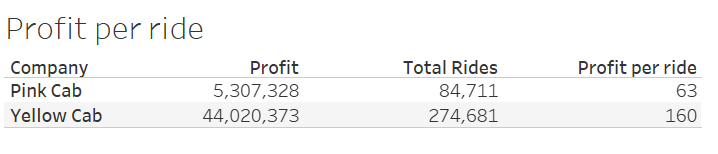 Profit per ride
Company Profit Total Rides Profit per ride
Pink Cab 5,307,328 84,711 63
Yellow Cab 44,020,373 274,681 160